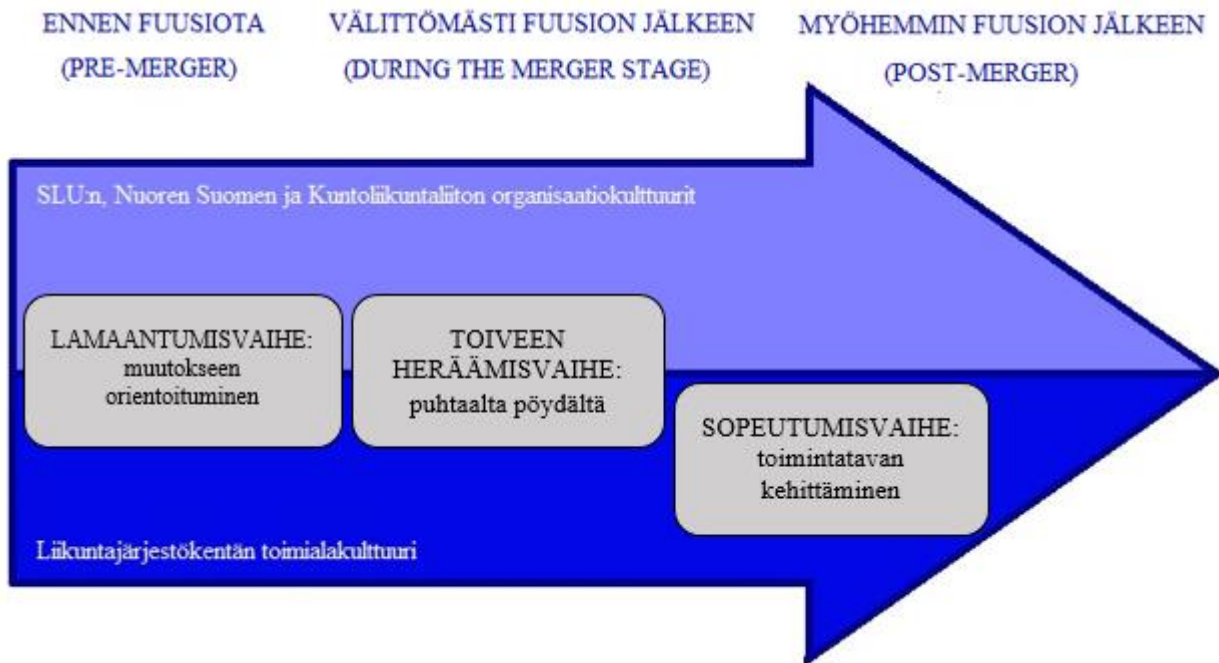 ENNEN FUUSIOTA
(PRE-MERGER)
VÄLITTÖMÄSTI FUUSION JÄLKEEN
(DURING THE MERGER STAGE)
MYÖHEMMIN FUUSION JÄLKEEN
(POST-MERGER)
SLU:n, Nuoren Suomen ja Kuntoliikuntaliiton organisaatiokulttuurit
LAMAANTUMISVAIHE:
muutokseen
orientoituminen
TOIVEEN
HERÄÄMISVAIHE:
puhtaalta pöydältä
SOPEUTUMISVAIHE:
toimintatavan
kehittäminen
Liikuntajärjestökentän toimialakulttuuri